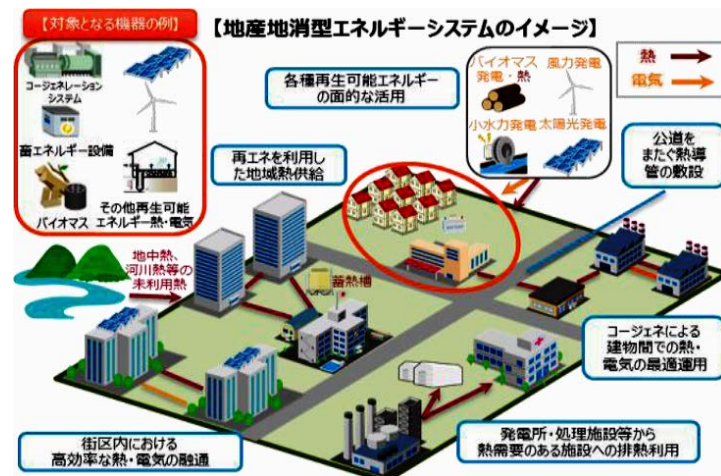 【対象となる機器の例】
【地産地消型エネルギーシステムのイメージ】
コージェネレーション
システム
畜エネルギー設備
バイオマス
その他再生可能
エネルギー熱・電気
各種再生可能エネルギー
の面的な活用
バイオマス
発電・熱
風力発電
小水力発電
太陽光発電
熱
電気
公道を
またぐ熱導
管の敷設
再エネを利用し
た地域熱供給
地中熱、
河川熱等の
未利用熱
蓄熱槽
コージェネによる
建物間での熱・
電気の最適運用
街区内における
高効率な熱・電気の融通
発電所・処理施設等から
熱需要のある施設への排熱利用